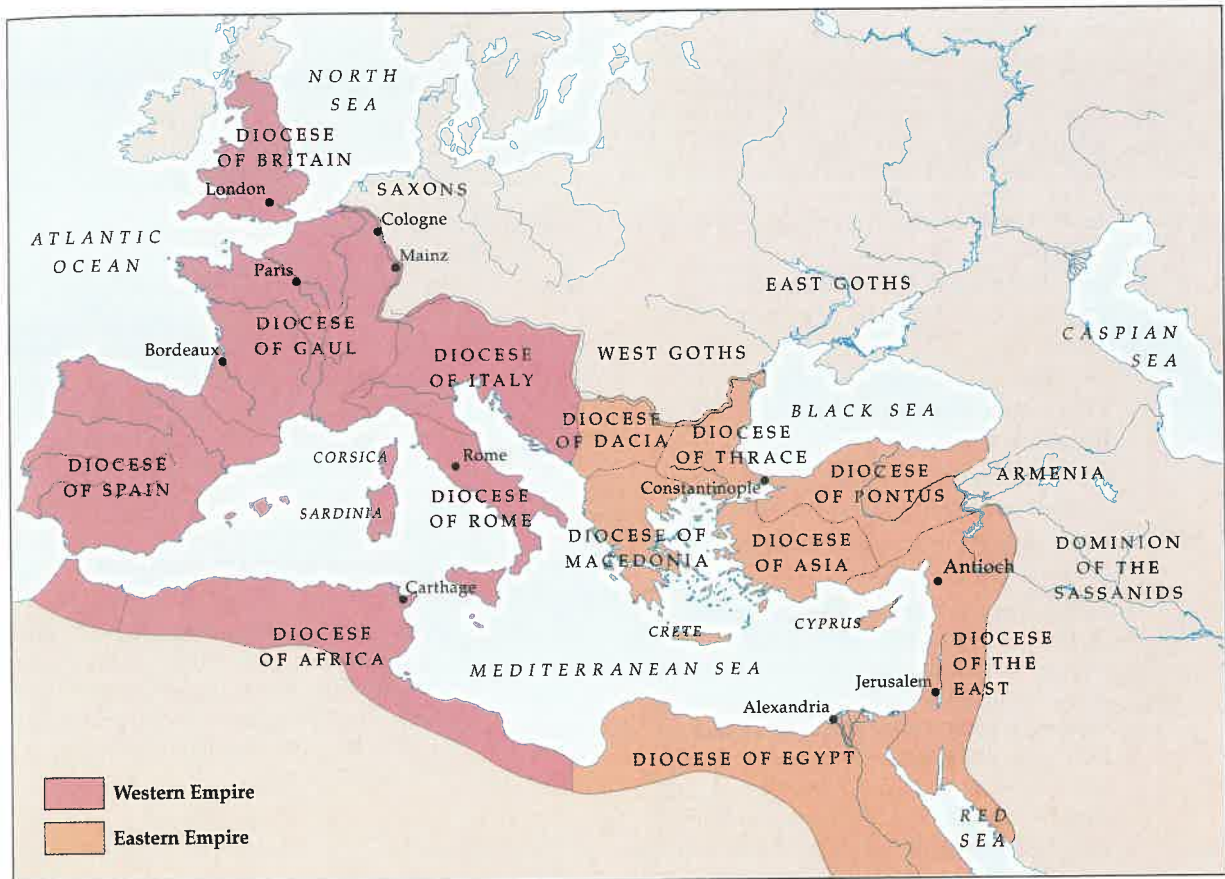 NORTH
SEA
DIOCESE
OF BRITAIN
London
SAXONS
Cologne
ATLANTIC
OCEAN
Mainz
Paris
EAST GOTHS
DIOCESE
OF GAUL
CASPIAN
SEA
Bordeaux
DIOCESE
OF ITALY
WEST GOTHS
BLACK SEA
DIOCESE
OF DACIA
DIOCESE
OF THRACE
CORSICA
Rome
DIOCESE
OF SPAIN
Constantinople
DIOCESE
OF PONTUS
ARMENIA
SARDINIA
DIOCESE
OF ROME
DIOCESE OF
MACEDONIA
DIOCESE
OF ASIA
DOMINION
OF THE
SASSANIDS
Antioch
Carthage
DIOCESE
OF AFRICA
CRETE
CYPRUS
DIOCESE
OF THE
EAST
MEDITERRANEAN SEA
Jerusalem
Alexandria
DIOCESE OF EGYPT
RED
SEA
Western Empire
Eastern Empire